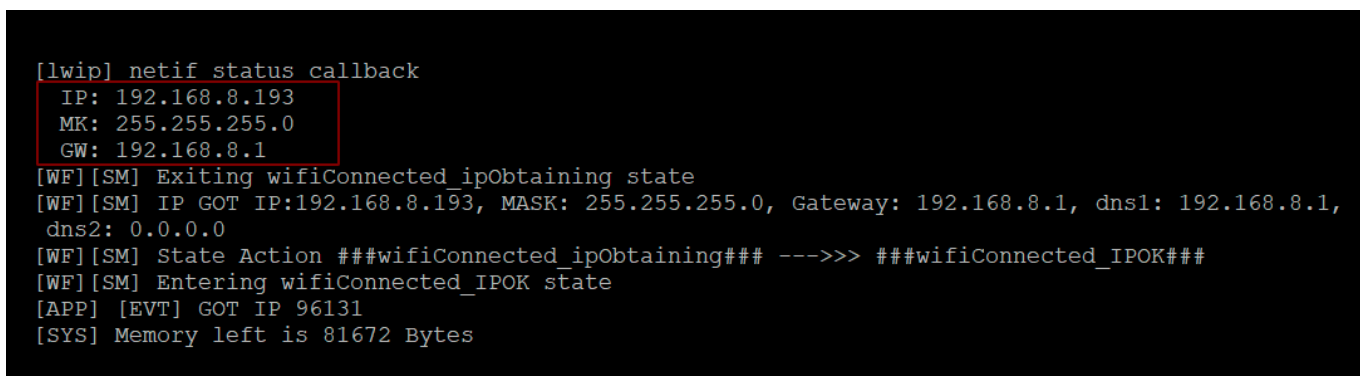 [lwip] netif status callback
IP: 192.168.8.193
MK: 255.255.255.0
GW: 192.168.8.1
[WF][SM] Exiting wifiConnected_ipObtaining state
[WF][SM] IP GOT IP:192.168.8.193, MASK: 255.255.255.0, Gateway: 192.168.8.1, dns1: 192.168.8.1,
dns2: 0.0.0.0
[WF][SM] State Action ###wifiConnected_ipObtaining### --->>> ###wifiConnected_IPOK###
[WF][SM] Entering wifiConnected_IPOK state
[APP] [EVT] GOT IP 96131
[SYS] Memory left is 81672 Bytes